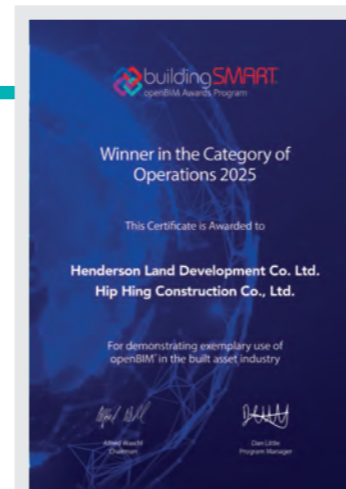 buildingSMART.
openBIM Awards Program
Winner in the Category of
Operations 2025
This Certificate is Awarded to
Henderson Land Development Co. Ltd.
Hip Hing Construction Co., Ltd.
For demonstrating exemplary use of
openBIM® in the built asset industry
Chairman
Dan Little
Program Manager